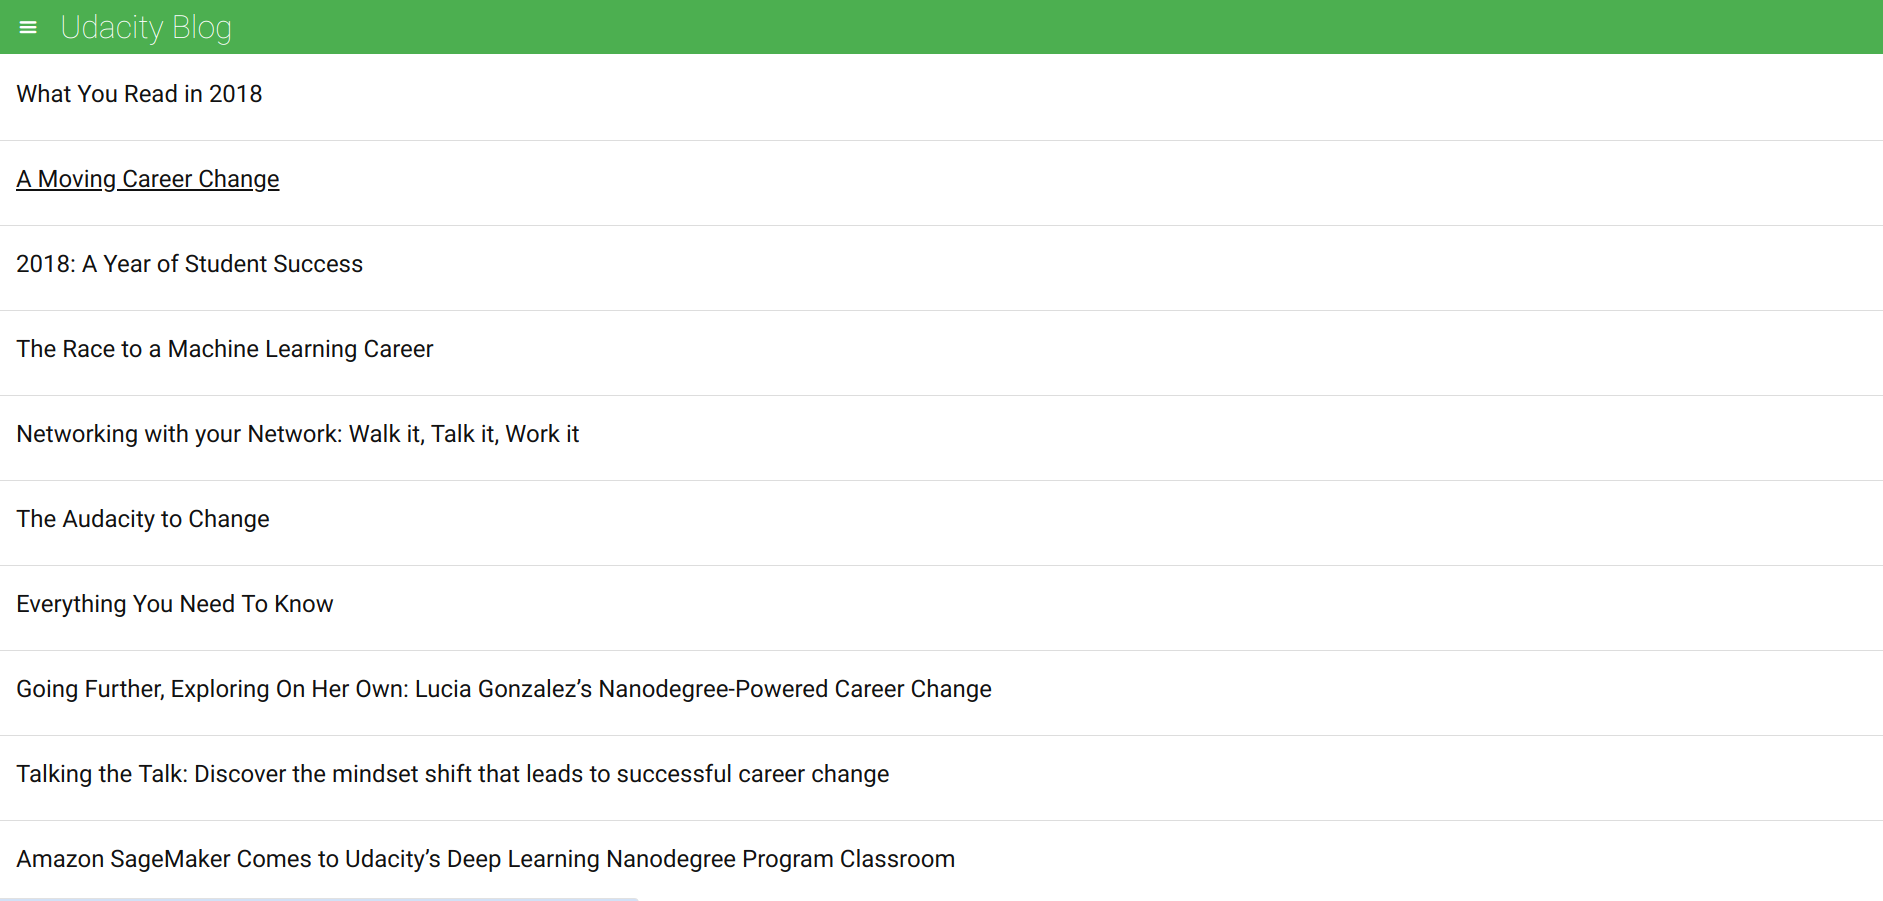 Udacity Blog
What You Read in 2018
A Moving Career Change
2018: A Year of Student Success
The Race to a Machine Learning Career
Networking with your Network: Walk it, Talk it, Work it
The Audacity to Change
Everything You Need To Know
Going Further, Exploring On Her Own: Lucia Gonzalez’s Nanodegree-Powered Career Change
Talking the Talk: Discover the mindset shift that leads to successful career change
Amazon SageMaker Comes to Udacity’s Deep Learning Nanodegree Program Classroom